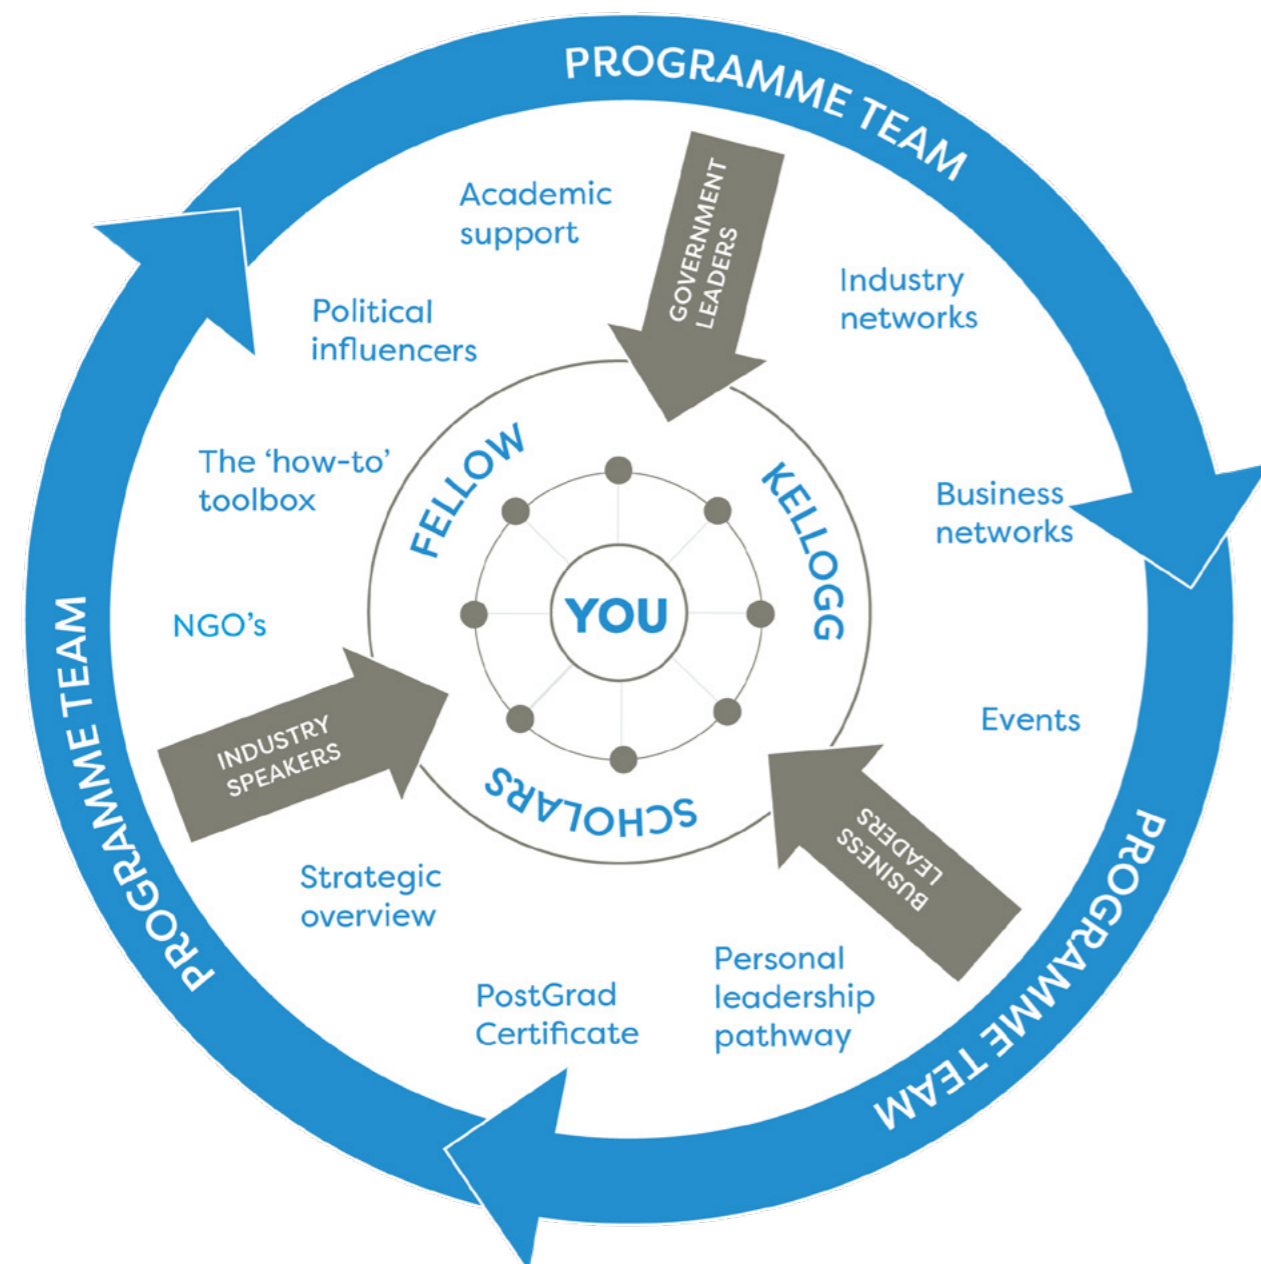 PROGRAMME TEAM
GOVERNMENT
LEADERS
Academic
support
Industry
networks
Political
influencers
The ‘how-to’
toolbox
FELLOW
KELLOGG
Business
networks
YOU
NGO’s
PROGRAMME TEAM
INDUSTRY
SPEAKERS
SCHOLARS
Events
BUSINESS
LEADERS
PROGRAMME TEAM
Strategic
overview
Personal
leadership
pathway
PostGrad
Certificate